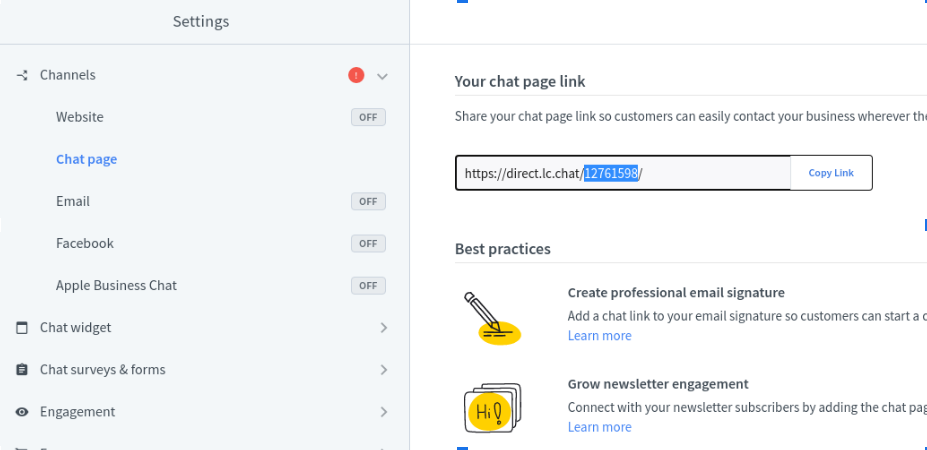 Settings
Channels
Website OFF
Chat page
Email OFF
Facebook OFF
Apple Business Chat OFF
Chat widget
Chat surveys & forms
Engagement
Your chat page link
Share your chat page link so customers can easily contact your business wherever
https://direct.lc.chat/12761598/ Copy Link
Best practices
Create professional email signature
Add a chat link to your email signature so customers can start a
Learn more
Hi!
Grow newsletter engagement
Connect with your newsletter subscribers by adding the chat
Learn more